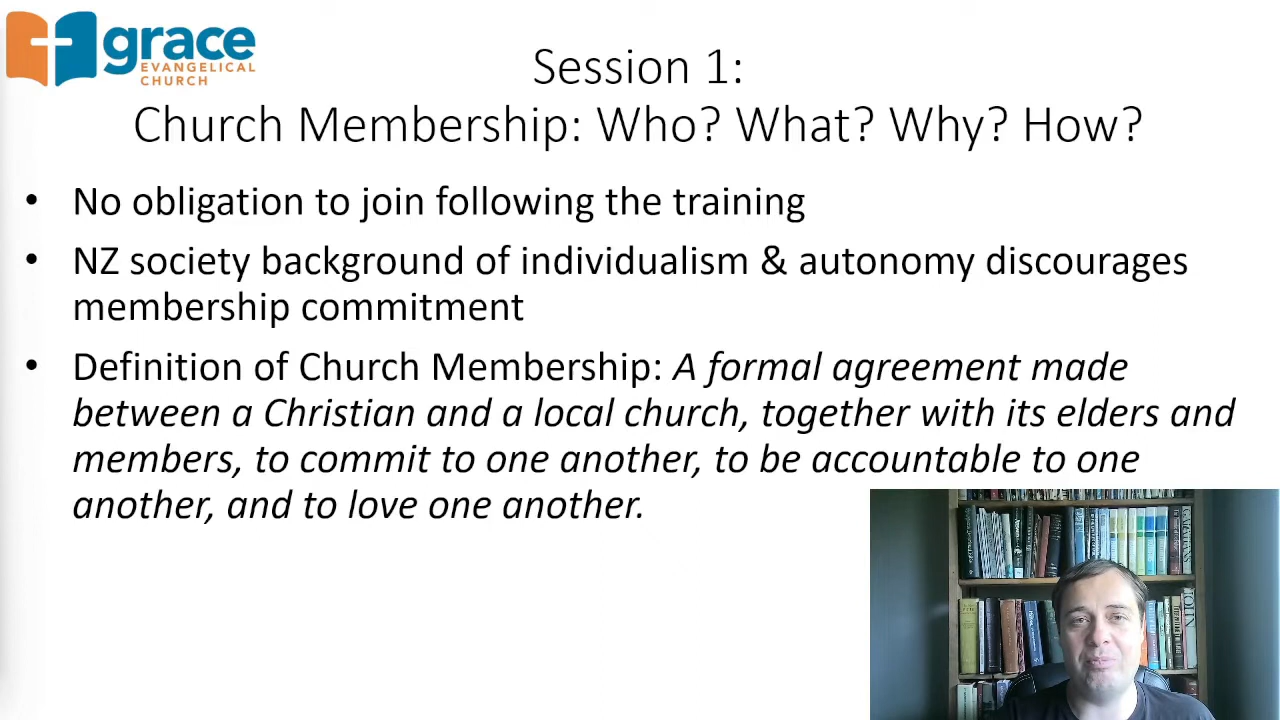 grace
EVANGELICAL
CHURCH
Session 1:
Church Membership: Who? What? Why? How?
• No obligation to join following the training
• NZ society background of individualism & autonomy discourages
membership commitment
• Definition of Church Membership: A formal agreement made
between a Christian and a local church, together with its elders and
members, to commit to one another, to be accountable to one
another, and to love one another.